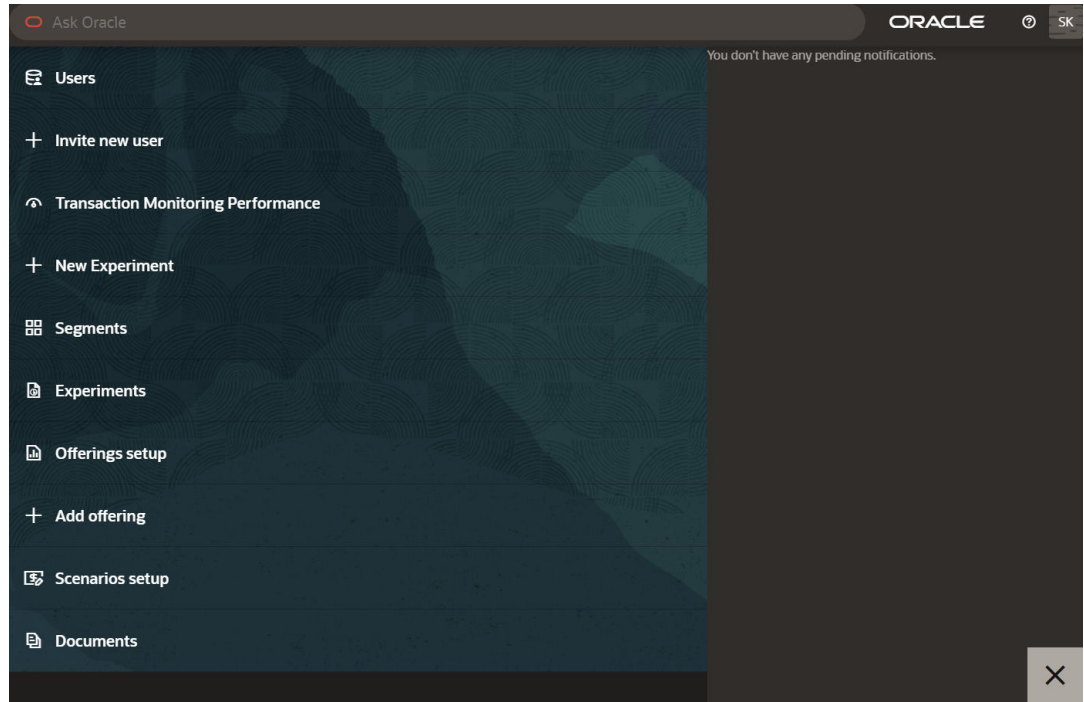 Ask Oracle
ORACLE
SK
You don't have any pending notifications.
Users
Invite new user
Transaction Monitoring Performance
New Experiment
Segments
Experiments
Offerings setup
Add offering
Scenarios setup
Documents